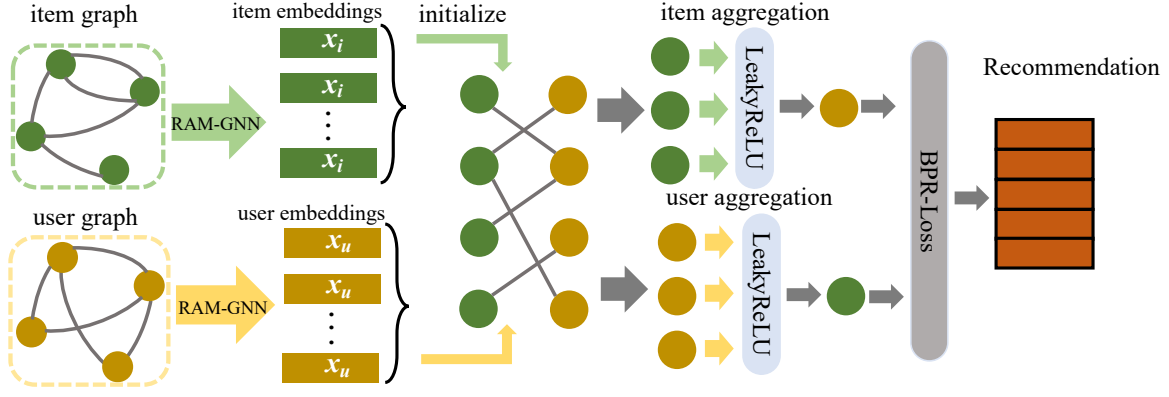 item graph
item embeddings
initialize
item aggregation
x_i
x_i
x_i
RAM-GNN
LeakyReLU
Recommendation
BPR-Loss
user graph
user embeddings
user aggregation
x_u
x_u
x_u
RAM-GNN
LeakyReLU